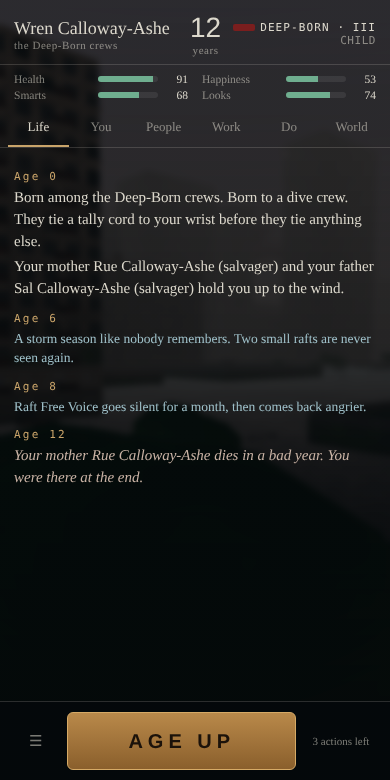 Wren Calloway-Ashe
the Deep-Born crews
12
years
DEEP-BORN · III
CHILD
Health 91
Happiness 53
Smarts 68
Looks 74
Life You People Work Do World
Age 0
Born among the Deep-Born crews. Born to a dive crew.
They tie a tally cord to your wrist before they tie anything
else.
Your mother Rue Calloway-Ashe (salvager) and your father
Sal Calloway-Ashe (salvager) hold you up to the wind.
Age 6
A storm season like nobody remembers. Two small rafts are never
seen again.
Age 8
Raft Free Voice goes silent for a month, then comes back angrier.
Age 12
Your mother Rue Calloway-Ashe dies in a bad year. You
were there at the end.
☰
AGE UP
3 actions left